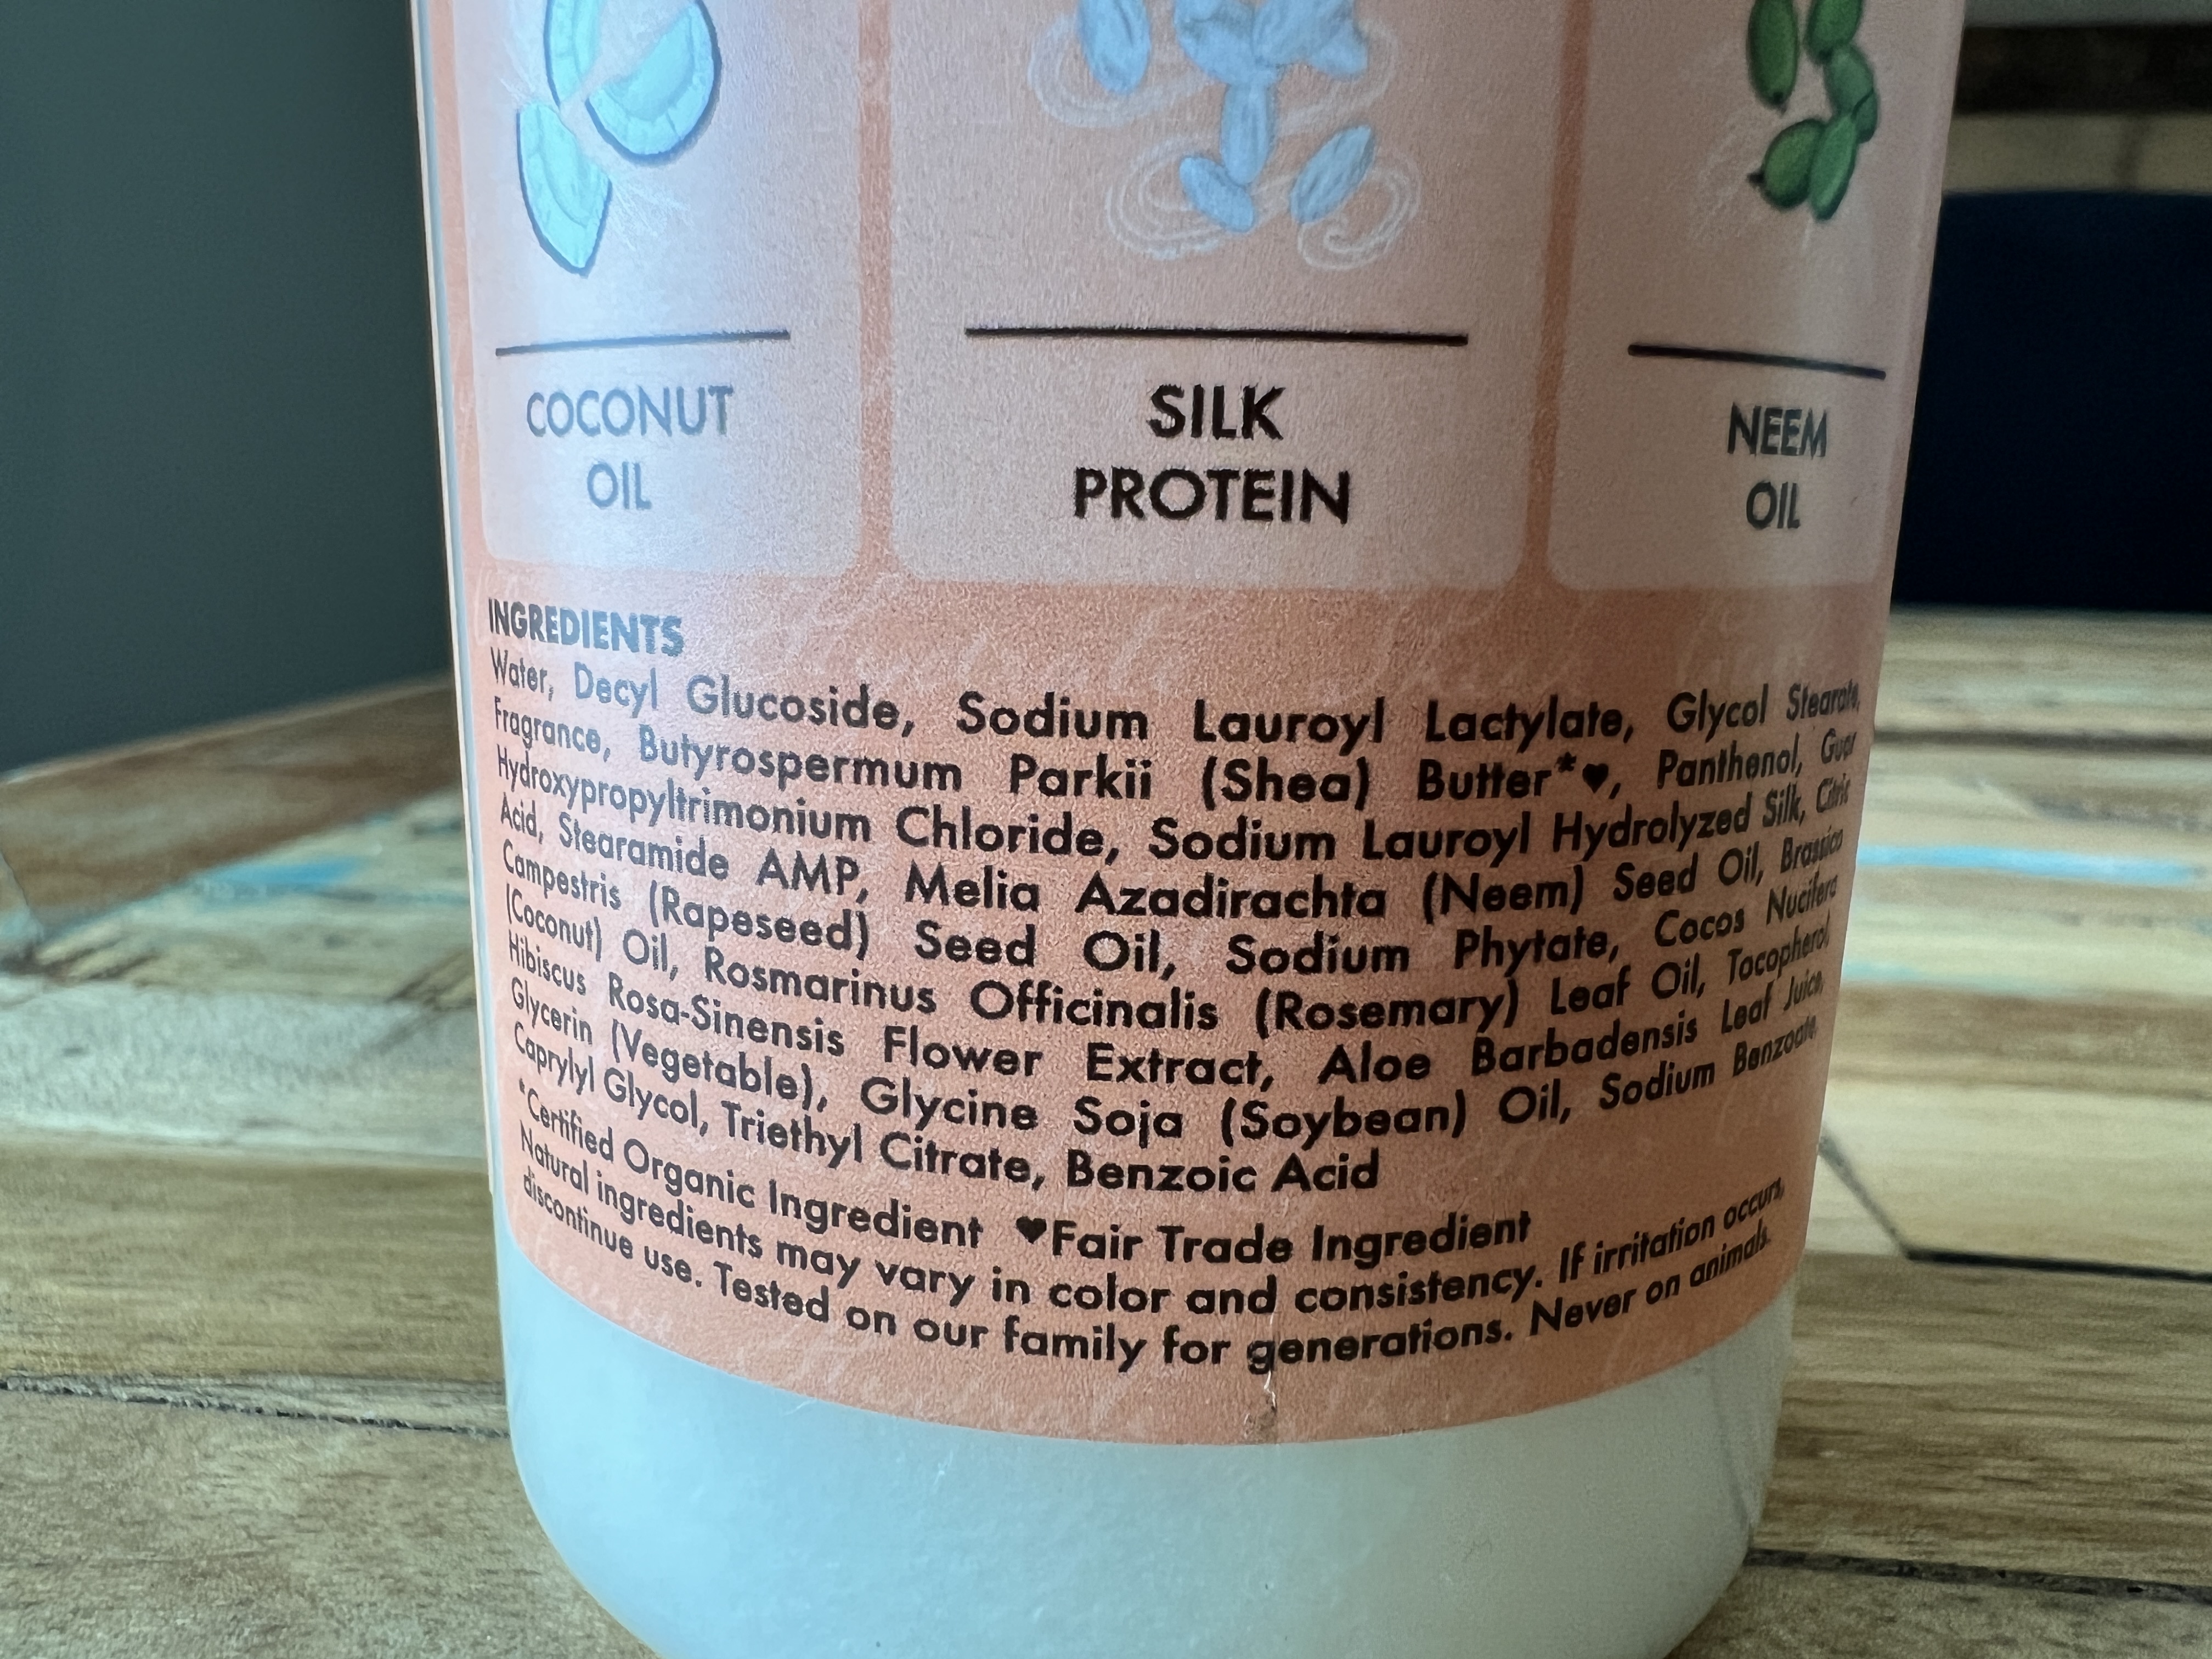 COCONUT
OIL
SILK
PROTEIN
NEEM
OIL
INGREDIENTS
Water, Decyl Glucoside, Sodium Lauroyl Lactylate, Glycol Stearate,
Fragrance, Butyrospermum Parkii (Shea) Butter*♥, Panthenol, Guar
Hydroxypropyltrimonium Chloride, Sodium Lauroyl Hydrolyzed Silk, Citric
Acid, Stearamide AMP, Melia Azadirachta (Neem) Seed Oil, Brassica
Campestris (Rapeseed) Seed Oil, Sodium Phytate, Cocos Nucifera
(Coconut) Oil, Rosmarinus Officinalis (Rosemary) Leaf Oil, Tocopherol,
Hibiscus Rosa-Sinensis Flower Extract, Aloe Barbadensis Leaf Juice,
Glycerin (Vegetable), Glycine Soja (Soybean) Oil, Sodium Benzoate,
Caprylyl Glycol, Triethyl Citrate, Benzoic Acid
*Certified Organic Ingredient ♥Fair Trade Ingredient
Natural ingredients may vary in color and consistency. If irritation occurs,
discontinue use. Tested on our family for generations. Never on animals.